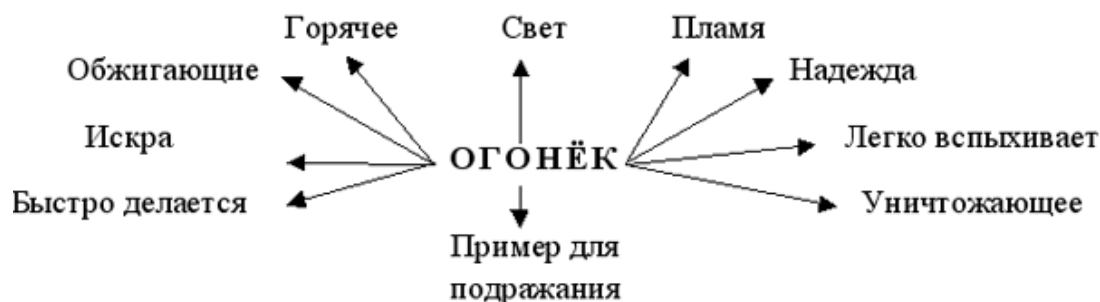 Горячее Свет Пламя
Обжигающие Надежда
Искра ОГОНЁК Легко вспыхивает
Быстро делается Уничтожающее
Пример для
подражания